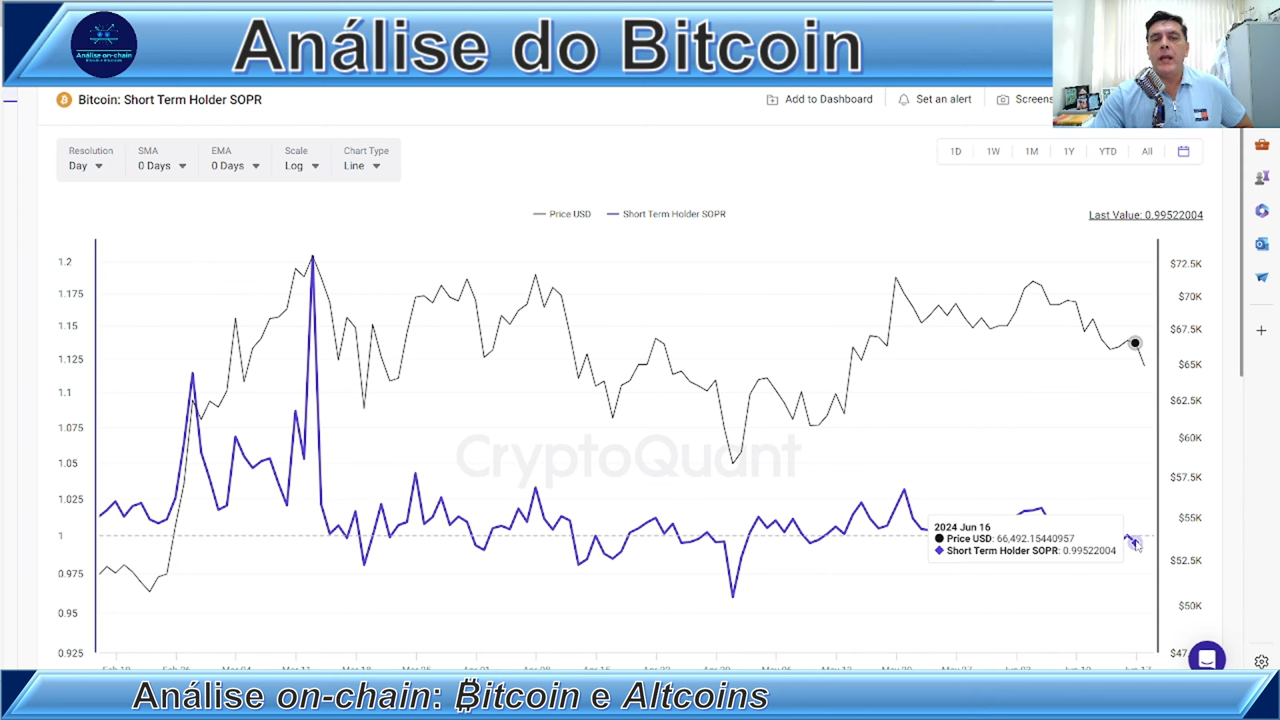 Análise do Bitcoin
Análise on-chain
Bitcoin: Short Term Holder SOPR
Add to Dashboard
Set an alert
Screens
Resolution
Day
SMA
0 Days
EMA
0 Days
Scale
Log
Chart Type
Line
1D
1W
1M
1Y
YTD
All
Price USD
Short Term Holder SOPR
Last Value: 0.99522004
1.2
1.175
1.15
1.125
1.1
1.075
1.05
1.025
1
0.975
0.95
0.925
$72.5K
$70K
$67.5K
$65K
$62.5K
$60K
$57.5K
$55K
$52.5K
$50K
$47
CryptoQuant
2024 Jun 16
Price USD: 66,492.15440957
Short Term Holder SOPR: 0.99522004
Análise on-chain: ₿itcoin e Altcoins